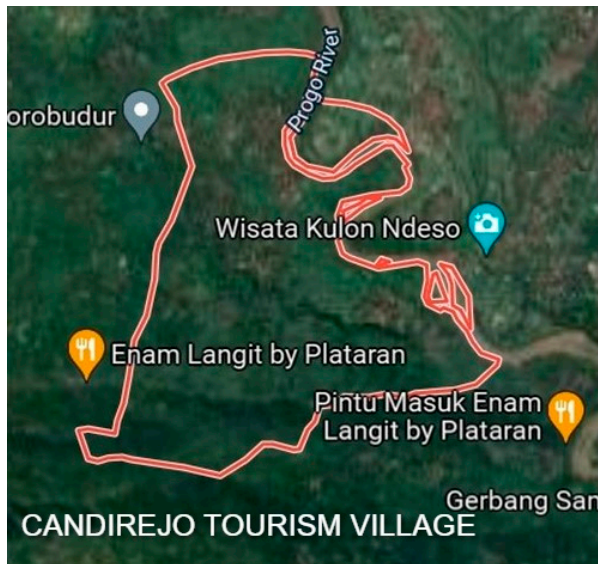 Progo River
orobudur
Wisata Kulon Ndeso
Enam Langit by Plataran
Pintu Masuk Enam
Langit by Plataran
Gerbang San
CANDIREJO TOURISM VILLAGE